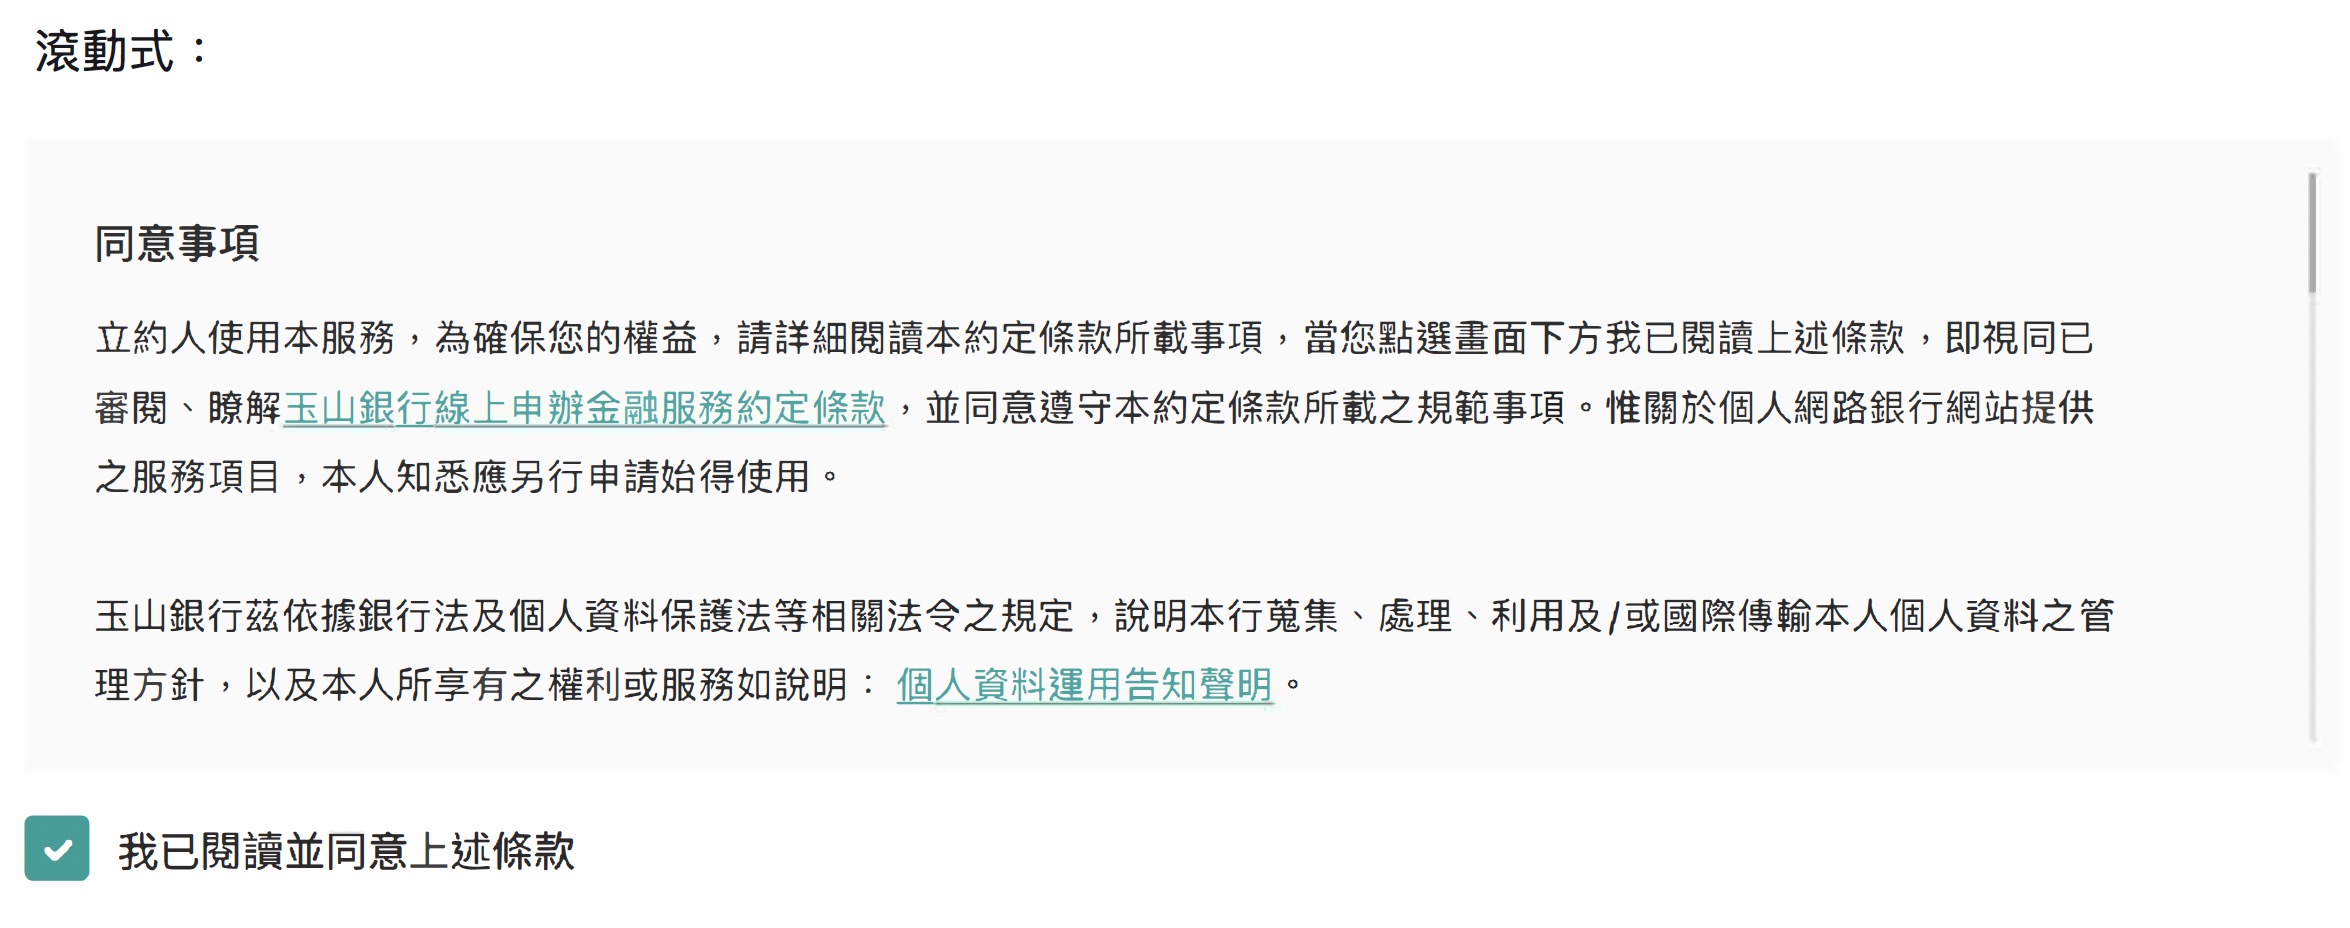 滾動式：
同意事項
立約人使用本服務，為確保您的權益，請詳細閱讀本約定條款所載事項，當您點選畫面下方我已閱讀上述條款，即視同已
審閱、瞭解玉山銀行線上申辦金融服務約定條款，並同意遵守本約定條款所載之規範事項。惟關於個人網路銀行網站提供
之服務項目，本人知悉應另行申請始得使用。
玉山銀行茲依據銀行法及個人資料保護法等相關法令之規定，說明本行蒐集、處理、利用及/或國際傳輸本人個人資料之管
理方針，以及本人所享有之權利或服務如說明： 個人資料運用告知聲明。
我已閱讀並同意上述條款